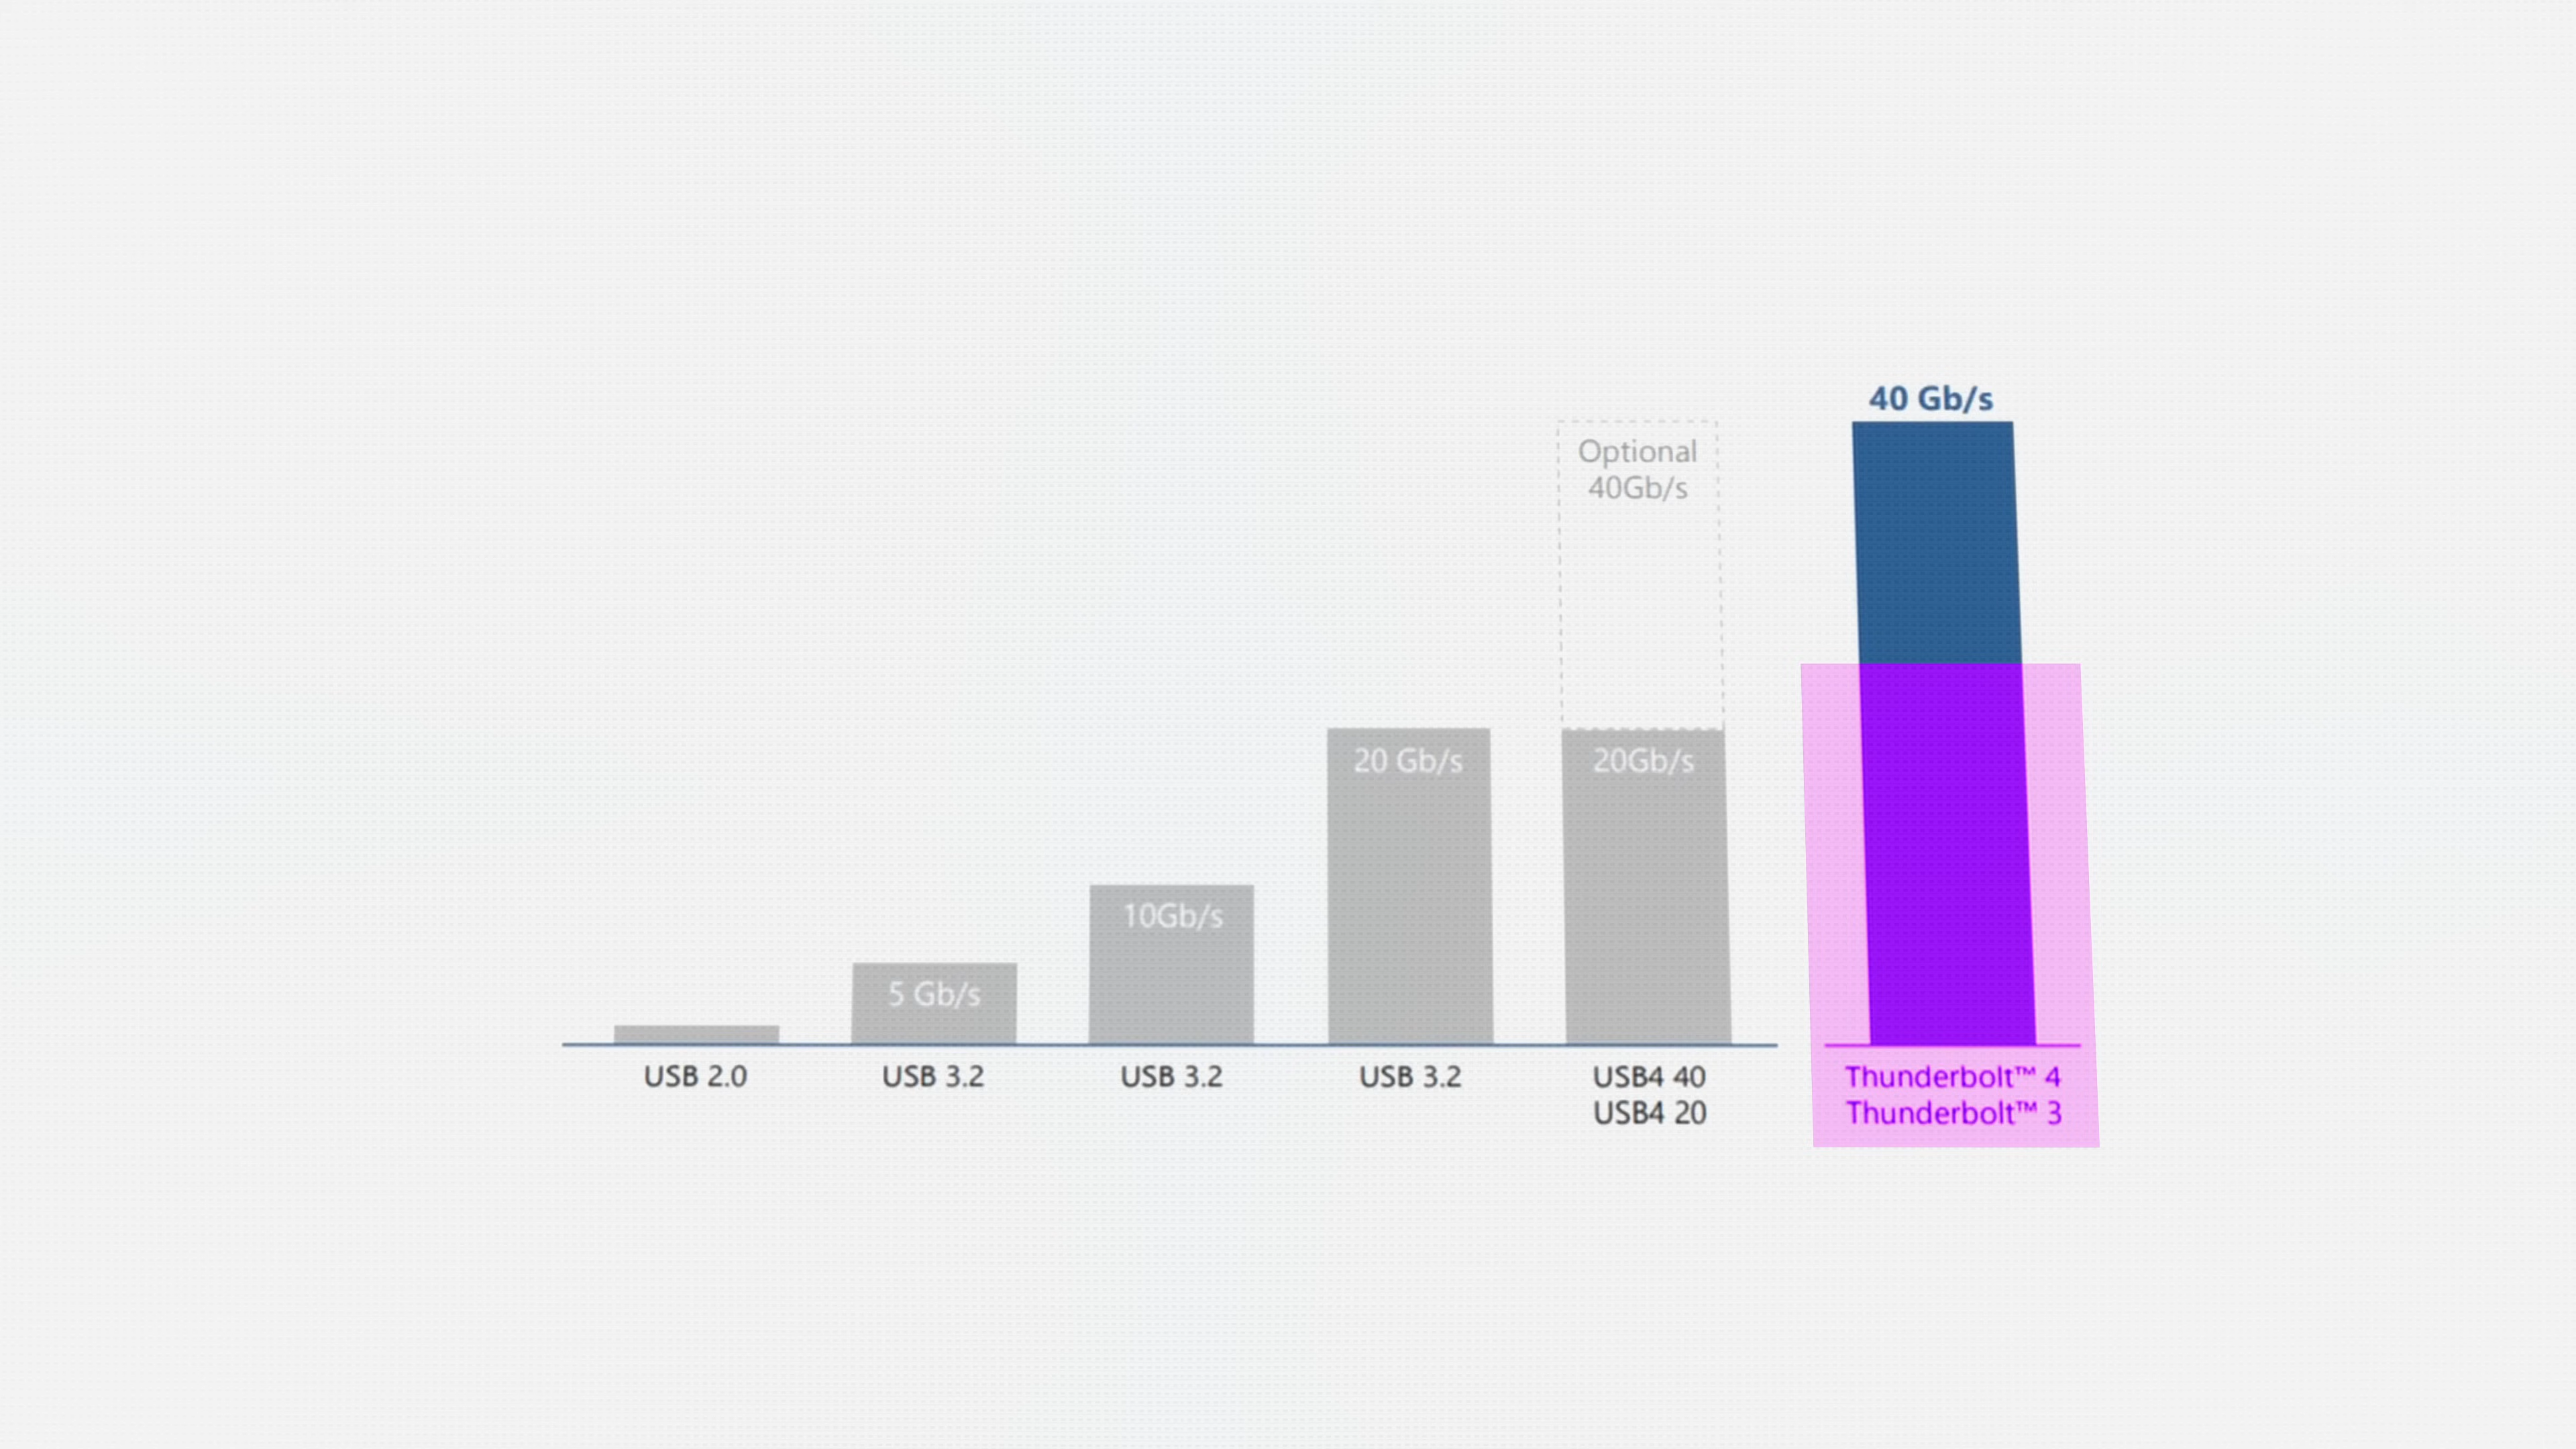 40 Gb/s
Optional
40Gb/s
20 Gb/s
20Gb/s
10Gb/s
5 Gb/s
USB 2.0
USB 3.2
USB 3.2
USB 3.2
USB4 40
USB4 20
Thunderbolt™ 4
Thunderbolt™ 3